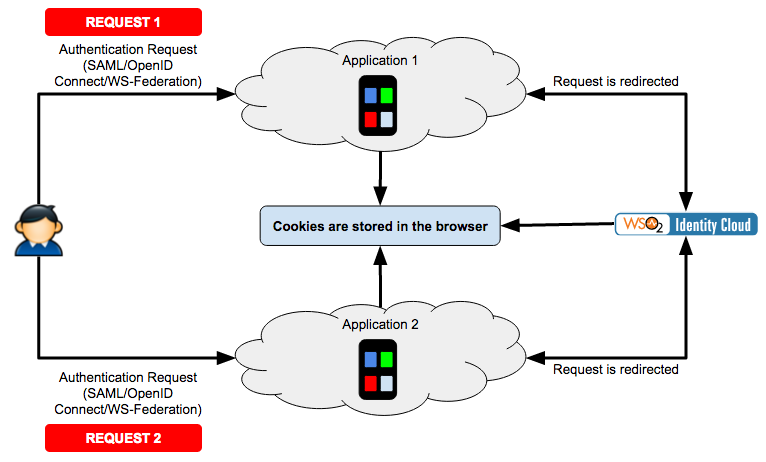 REQUEST 1
Authentication Request
(SAML/OpenID
Connect/WS-Federation)
Application 1
Request is redirected
Cookies are stored in the browser
WSO2 Identity Cloud
Application 2
Request is redirected
Authentication Request
(SAML/OpenID
Connect/WS-Federation)
REQUEST 2